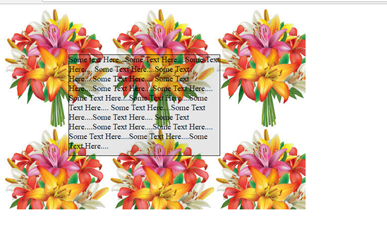 Some text Here...Some Text Here....Some Text
Here.... Some Text Here....Some Text
Here....Some Text Here.... Some Text
Here...Some Text Here....Some Text Here....
Some Text Here.... Some Text Here....Some
Text Here.... Some Text Here....Some Text
Here....Some Text Here.... Some Text
Here....Some Text Here....Some Text Here....
Some Text Here....Some Text Here....Some
Text Here....